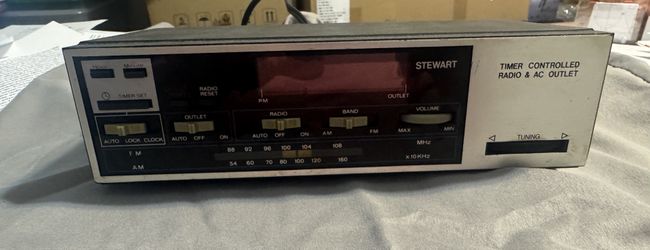 HOUR MINUTE
RADIO
RESET
TIMER SET
PM OUTLET
STEWART
TIMER CONTROLLED
RADIO & AC OUTLET
OUTLET RADIO BAND VOLUME
AUTO LOCK CLOCK AUTO OFF ON AUTO OFF ON AM FM MAX MIN
TUNING
FM 88 92 96 100 104 108 MHz
AM 54 60 70 80 100 120 160 x10KHz